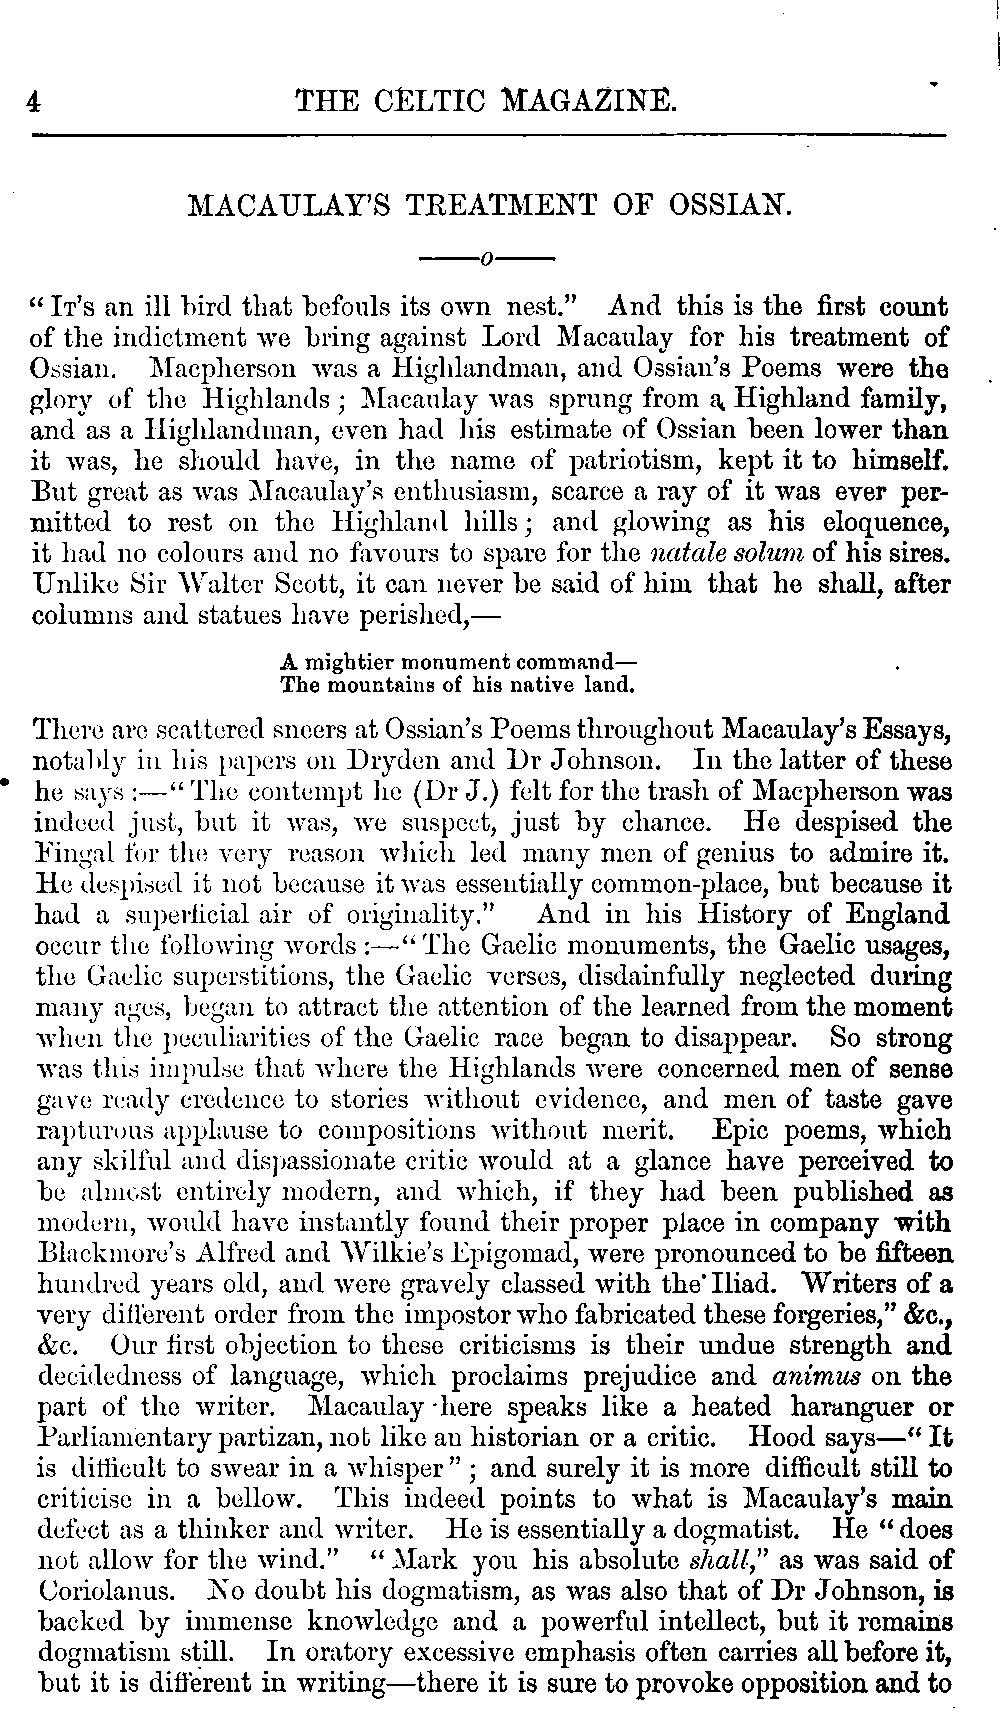 4 THE CELTIC MAGAZINE.
MACAULAY'S TREATMENT OF OSSIAN.
——o——
“ IT'S an ill bird that befouls its own nest.” And this is the first count
of the indictment we bring against Lord Macaulay for his treatment of
Ossian. Macpherson was a Highlandman, and Ossian's Poems were the
glory of the Highlands ; Macaulay was sprung from a Highland family,
and as a Highlandman, even had his estimate of Ossian been lower than
it was, he should have, in the name of patriotism, kept it to himself.
But great as was Macaulay's enthusiasm, scarce a ray of it was ever per-
mitted to rest on the Highland hills ; and glowing as his eloquence,
it had no colours and no favours to spare for the natale solum of his sires.
Unlike Sir Walter Scott, it can never be said of him that he shall, after
columns and statues have perished,—
A mightier monument command—
The mountains of his native land.
There are scattered sneers at Ossian's Poems throughout Macaulay's Essays,
notably in his papers on Dryden and Dr Johnson. In the latter of these
he says :—“ The contempt he (Dr J.) felt for the trash of Macpherson was
indeed just, but it was, we suspect, just by chance. He despised the
Fingal for the very reason which led many men of genius to admire it.
He despised it not because it was essentially common-place, but because it
had a superficial air of originality.” And in his History of England
occur the following words :—“ The Gaelic monuments, the Gaelic usages,
the Gaelic superstitions, the Gaelic verses, disdainfully neglected during
many ages, began to attract the attention of the learned from the moment
when the peculiarities of the Gaelic race began to disappear. So strong
was this impulse that where the Highlands were concerned men of sense
gave ready credence to stories without evidence, and men of taste gave
rapturous applause to compositions without merit. Epic poems, which
any skilful and dispassionate critic would at a glance have perceived to
be almost entirely modern, and which, if they had been published as
modern, would have instantly found their proper place in company with
Blackmore's Alfred and Wilkie's Epigomad, were pronounced to be fifteen
hundred years old, and were gravely classed with the Iliad. Writers of a
very different order from the impostor who fabricated these forgeries,” &c.,
&c. Our first objection to these criticisms is their undue strength and
decidedness of language, which proclaims prejudice and animus on the
part of the writer. Macaulay here speaks like a heated haranguer or
Parliamentary partizan, not like an historian or a critic. Hood says—“ It
is difficult to swear in a whisper ” ; and surely it is more difficult still to
criticise in a bellow. This indeed points to what is Macaulay's main
defect as a thinker and writer. He is essentially a dogmatist. He “ does
not allow for the wind.” “ Mark you his absolute shall,” as was said of
Coriolanus. No doubt his dogmatism, as was also that of Dr Johnson, is
backed by immense knowledge and a powerful intellect, but it remains
dogmatism still. In oratory excessive emphasis often carries all before it,
but it is different in writing—there it is sure to provoke opposition and to